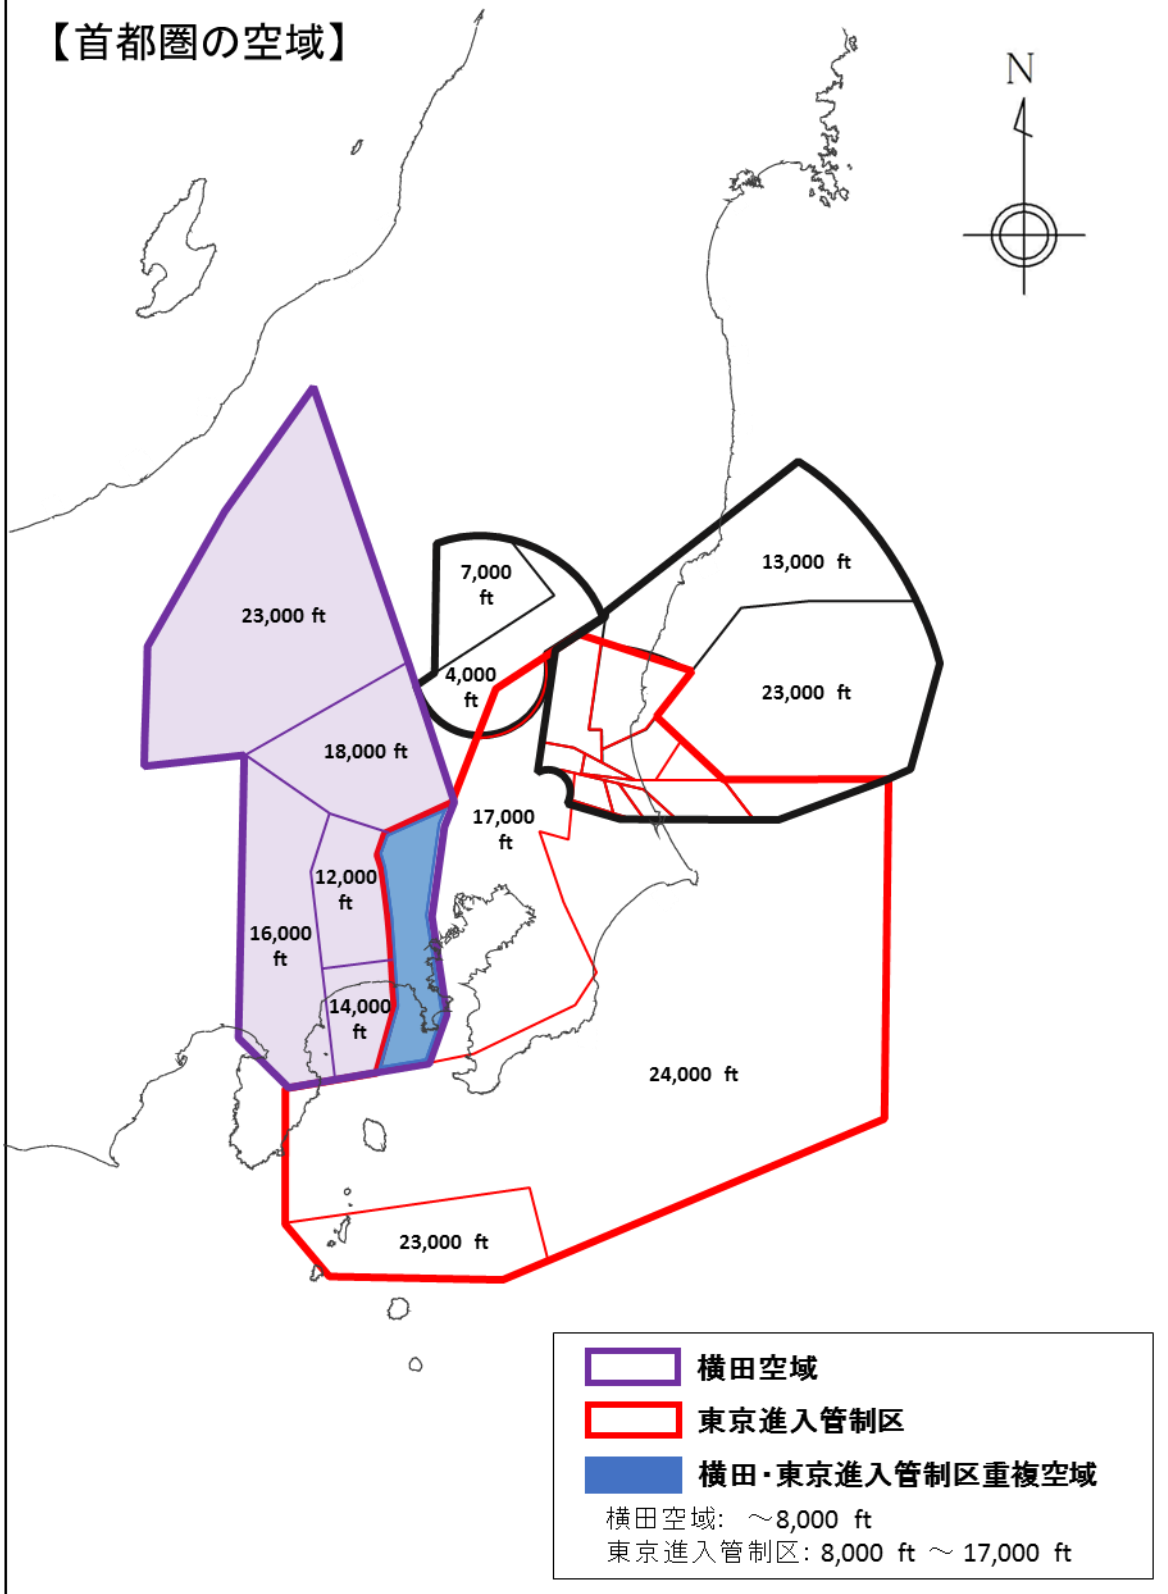 【首都圏の空域】
N
7,000
ft
13,000 ft
23,000 ft
4,000
ft
23,000 ft
18,000 ft
17,000
ft
12,000
ft
16,000
ft
14,000
ft
24,000 ft
23,000 ft
横田空域
東京進入管制区
横田・東京進入管制区重複空域
横田空域: ～8,000 ft
東京進入管制区: 8,000 ft ～ 17,000 ft